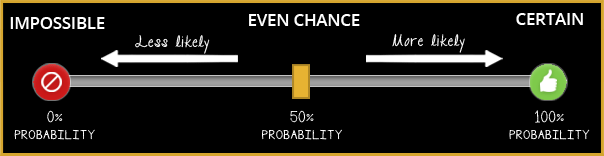 IMPOSSIBLE
EVEN CHANCE
CERTAIN
Less likely
More likely
0%
PROBABILITY
50%
PROBABILITY
100%
PROBABILITY